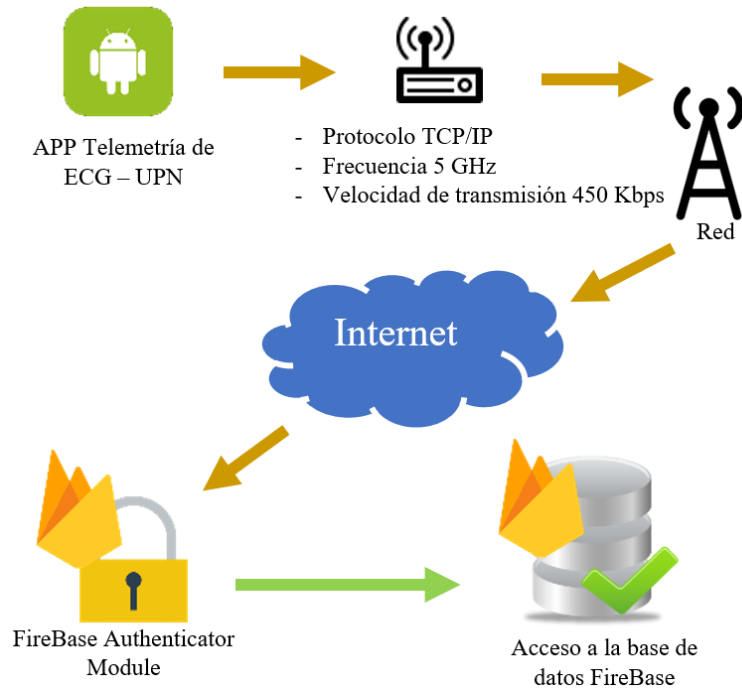 APP Telemetría de
ECG – UPN
- Protocolo TCP/IP
- Frecuencia 5 GHz
- Velocidad de transmisión 450 Kbps
Red
Internet
FireBase Authenticator
Module
Acceso a la base de
datos FireBase